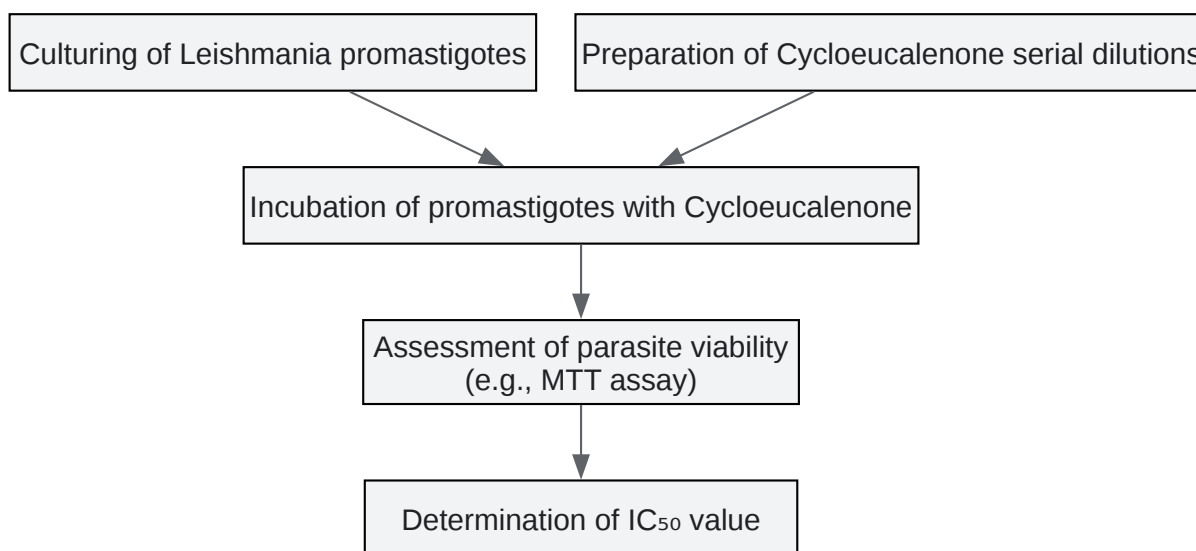 Culturing of Leishmania promastigotes
Preparation of Cycloeucalenone serial dilutions
Incubation of promastigotes with Cycloeucalenone
Assessment of parasite viability
(e.g., MTT assay)
Determination of IC₅₀ value